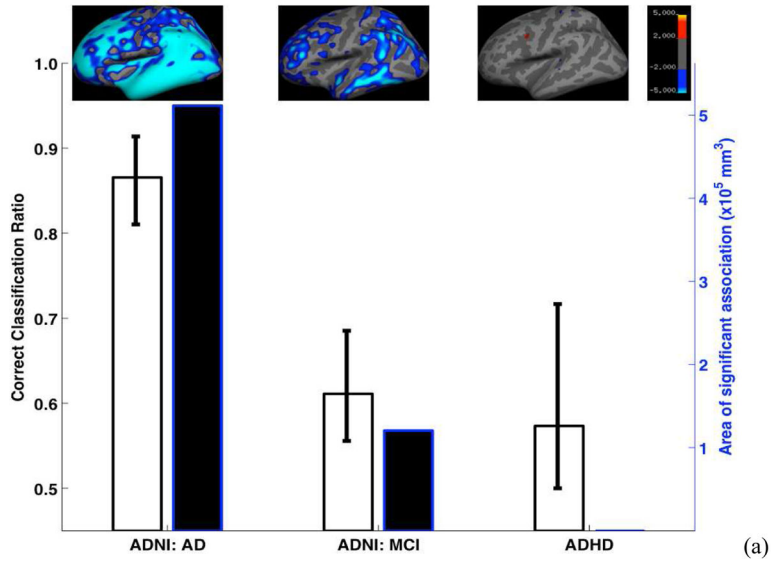 5.000
2.000
-2.000
-5.000
1.0
0.9
0.8
0.7
0.6
0.5
Correct Classification Ratio
5
4
3
2
1
Area of significant association (x10⁵ mm³)
ADNI: AD
ADNI: MCI
ADHD
(a)